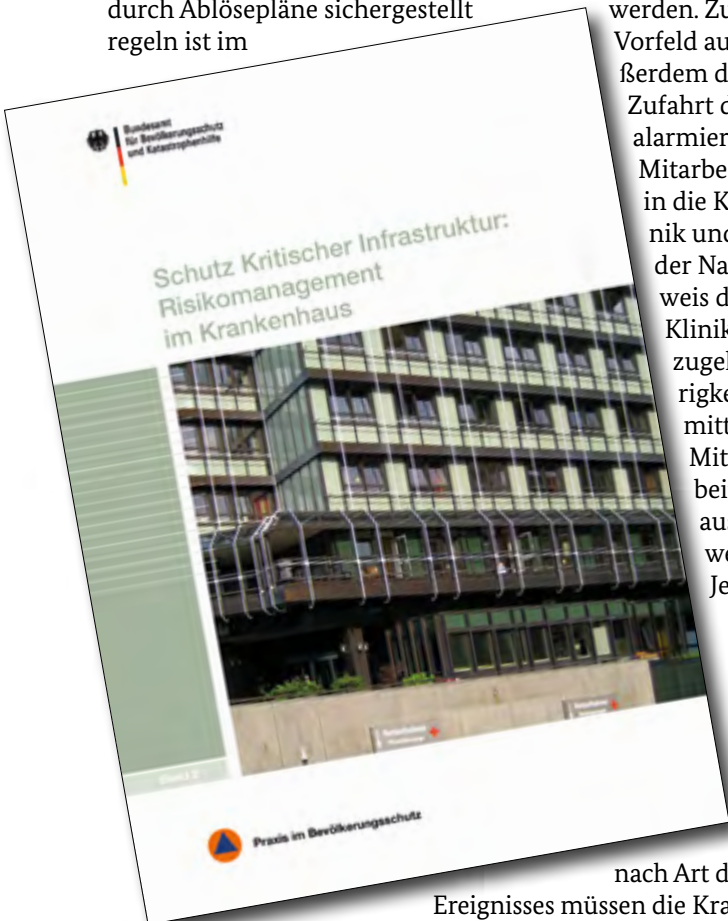 durch Ablösepläne sichergestellt werden. Zu
regeln ist im Vorfeld au
ßerdem d
Zufahrt d
alarmier
Mitarbe
in die K
nik und
der Na
weis d
Klinik
zugeh
rigke
mitt
Mit
bei
au
we
Je
nach Art d
Ereignisses müssen die Kra
Bundesamt
für Bevölkerungsschutz
und Katastrophenhilfe
Schutz Kritischer Infrastruktur:
Risikomanagement
im Krankenhaus
Praxis im Bevölkerungsschutz